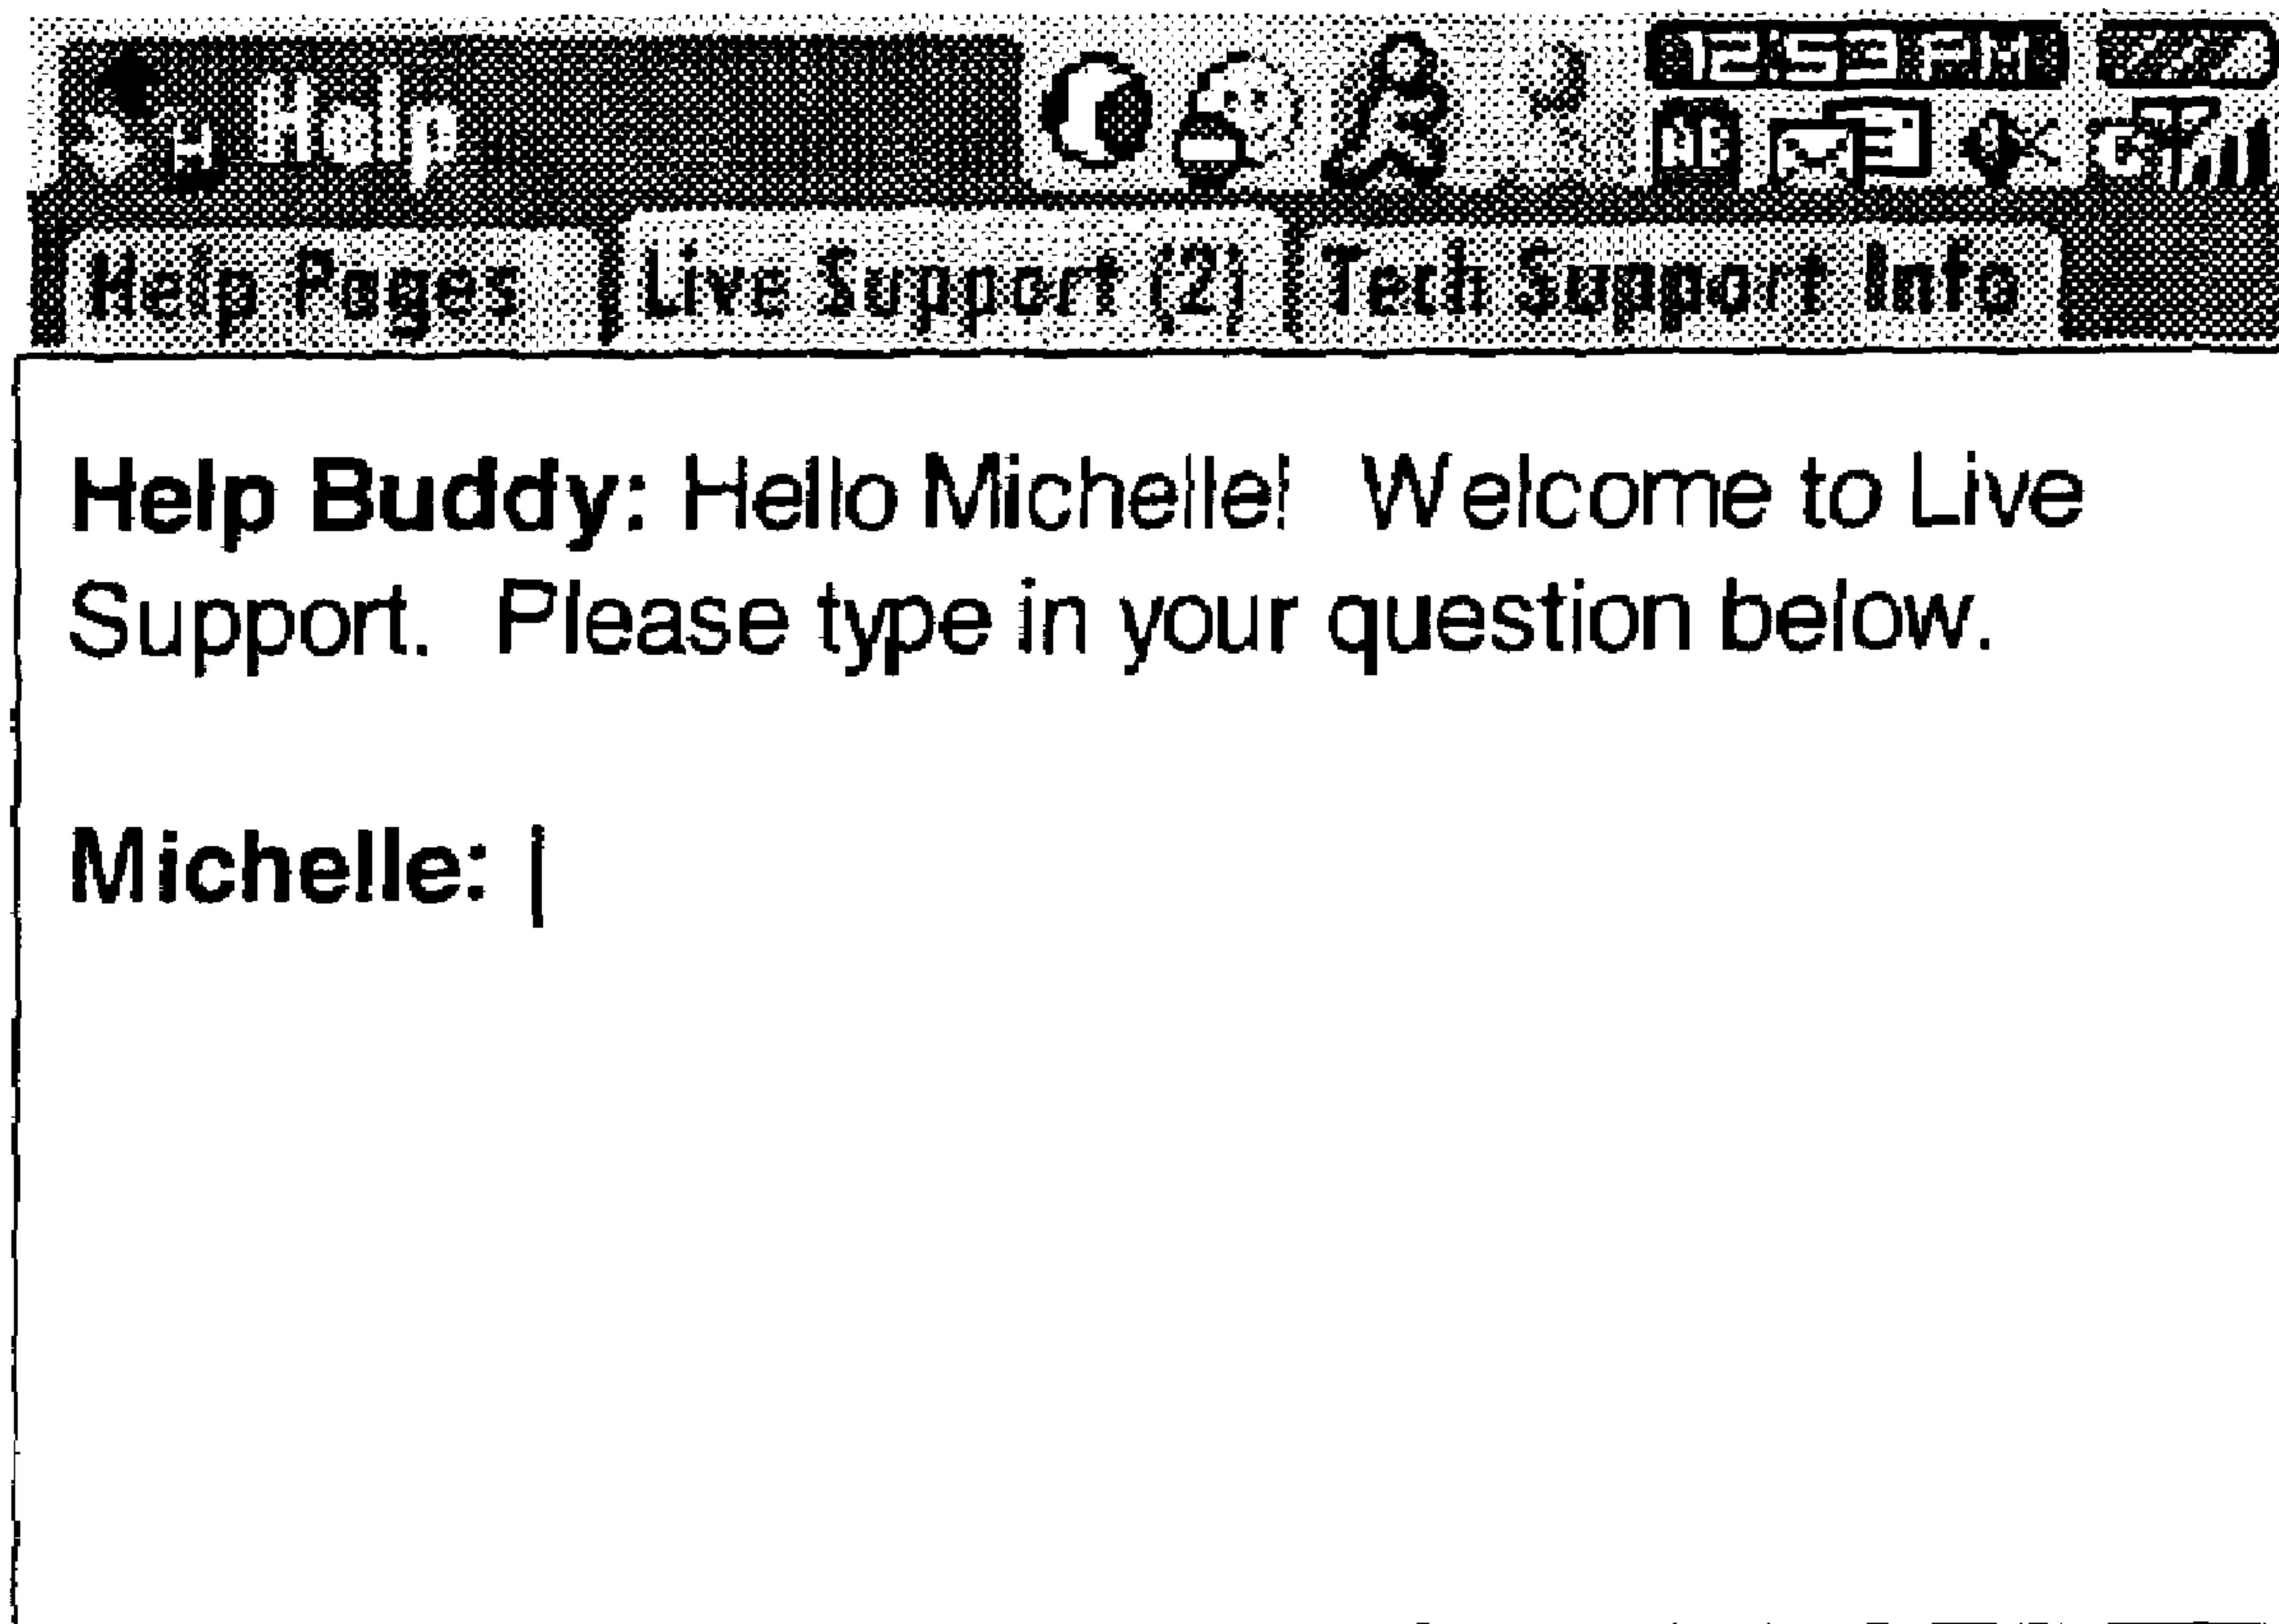 Help
12:53 PM
Help Pages Live Support (2) Tech Support Info
Help Buddy: Hello Michelle! Welcome to Live
Support. Please type in your question below.
Michelle: